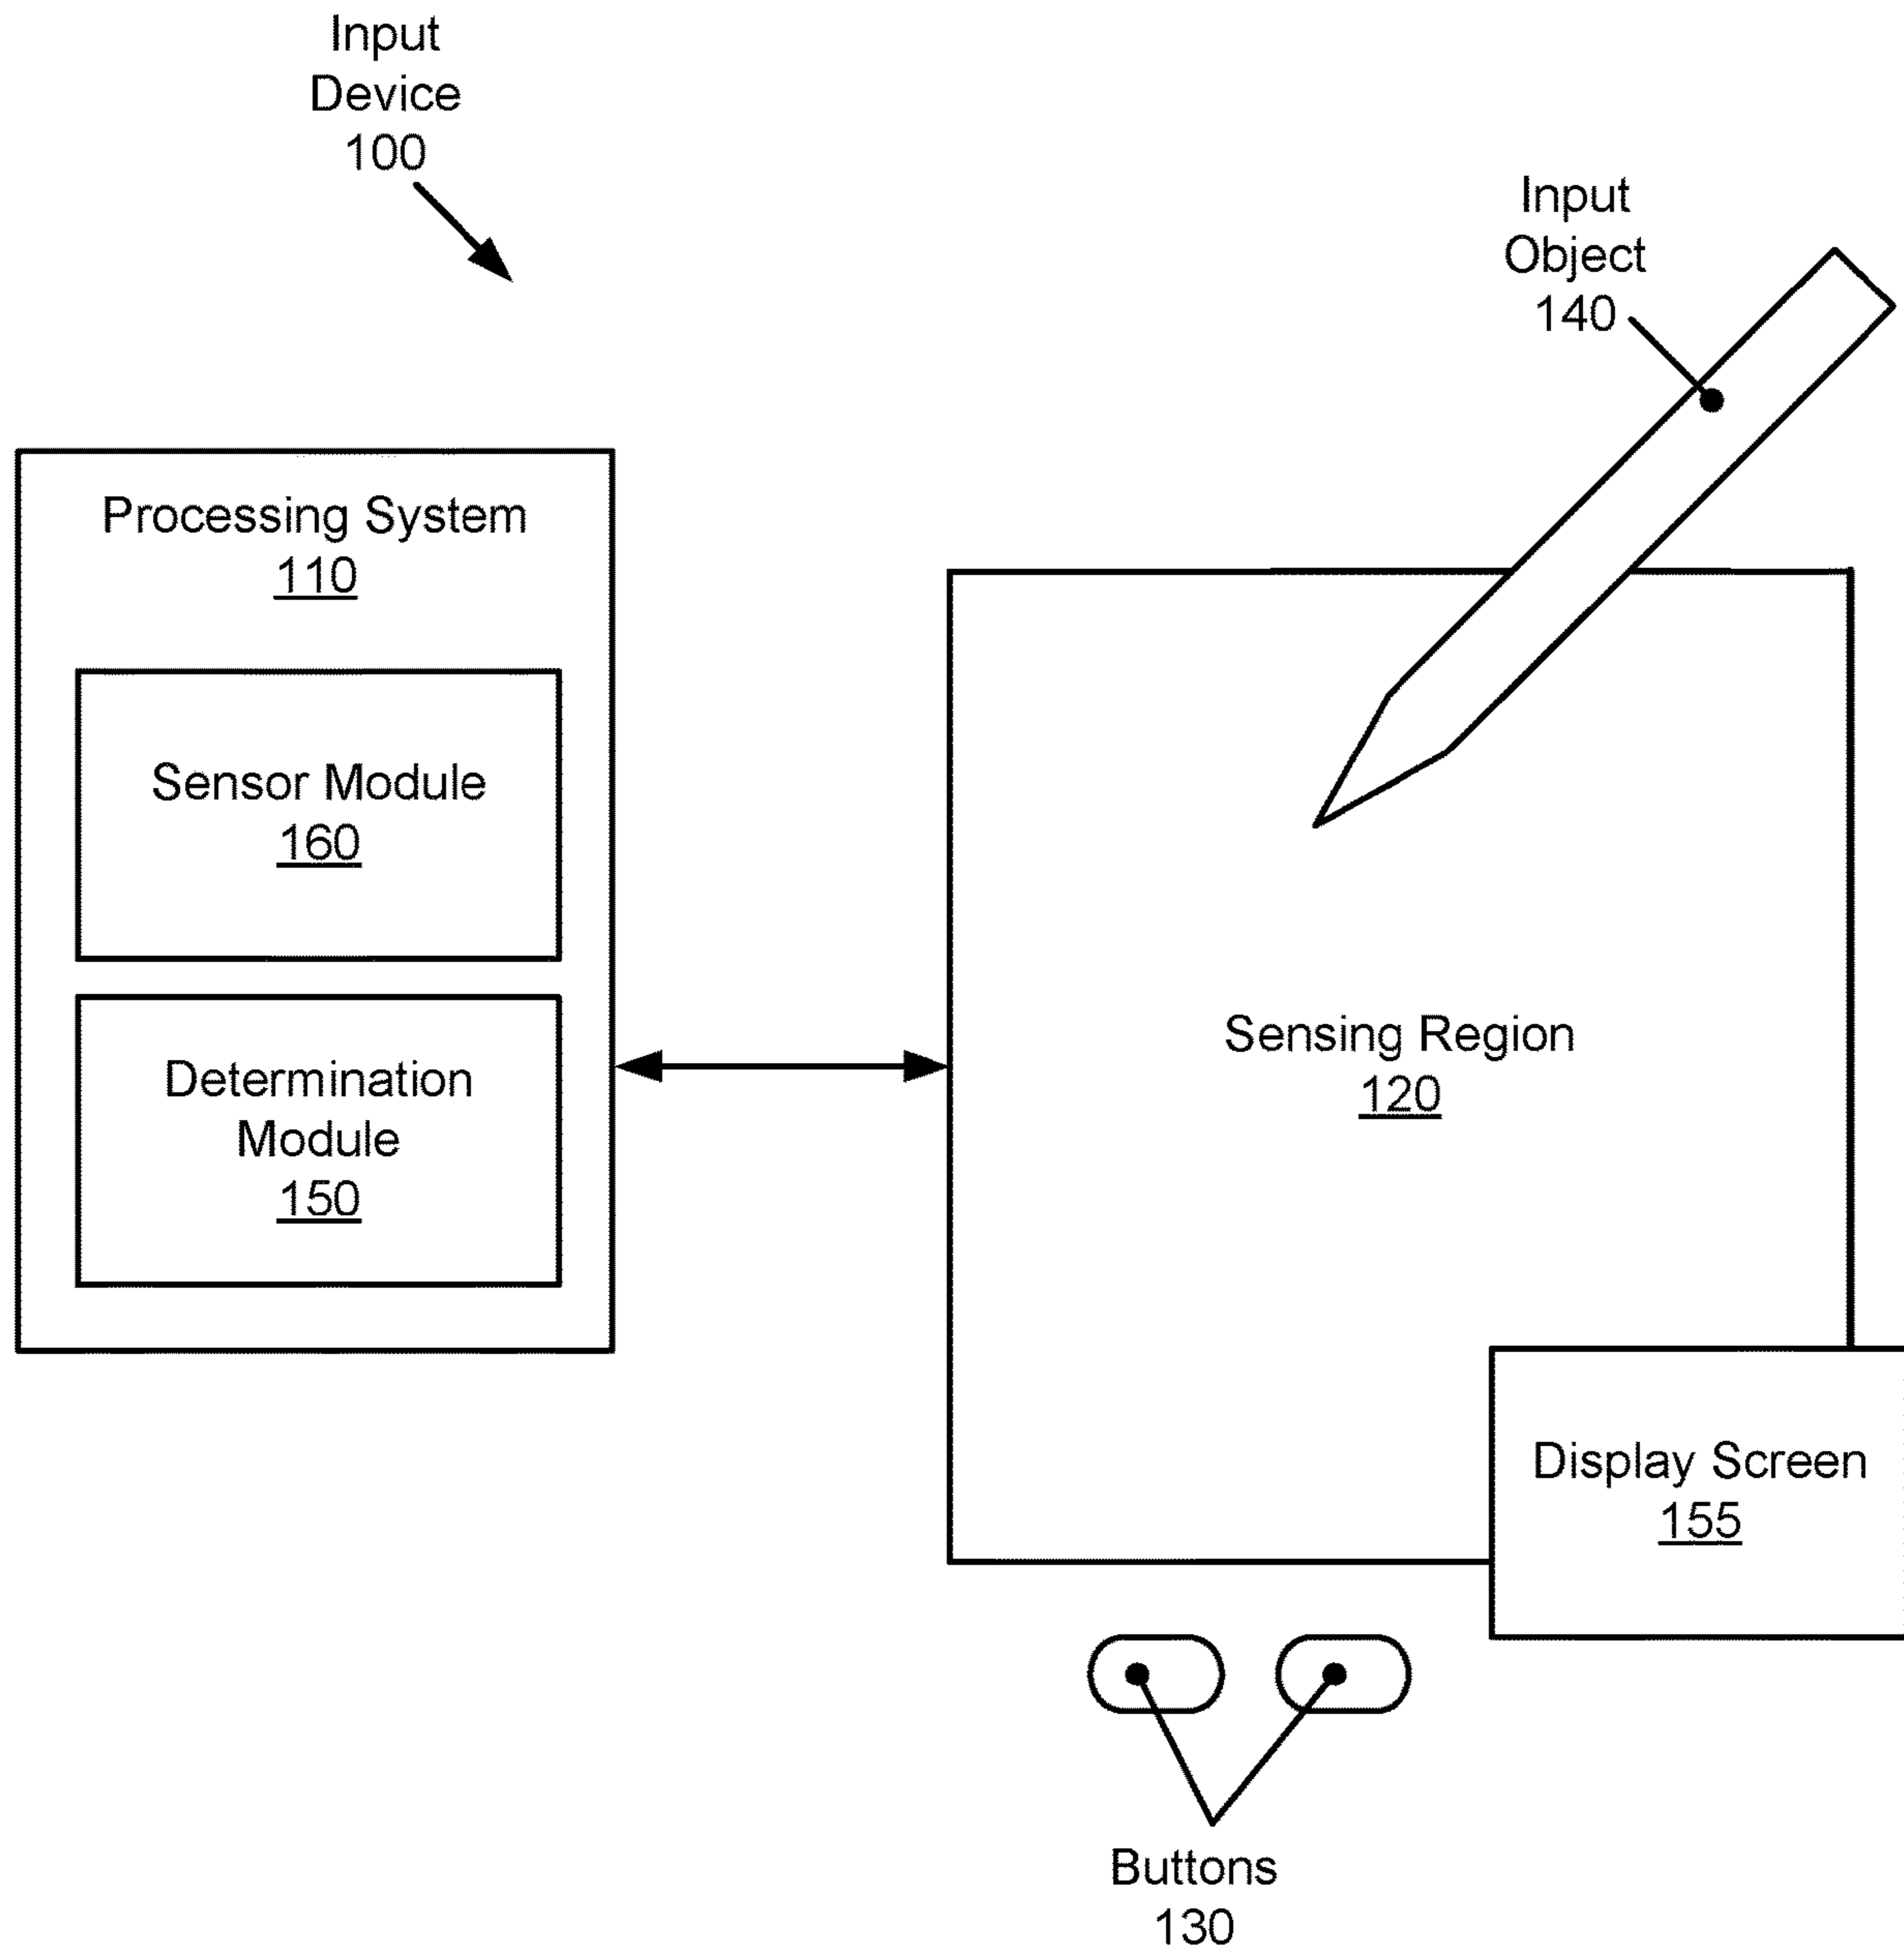 Input
Device
100
Input
Object
140
Processing System
110
Sensor Module
160
Determination
Module
150
Sensing Region
120
Display Screen
155
Buttons
130